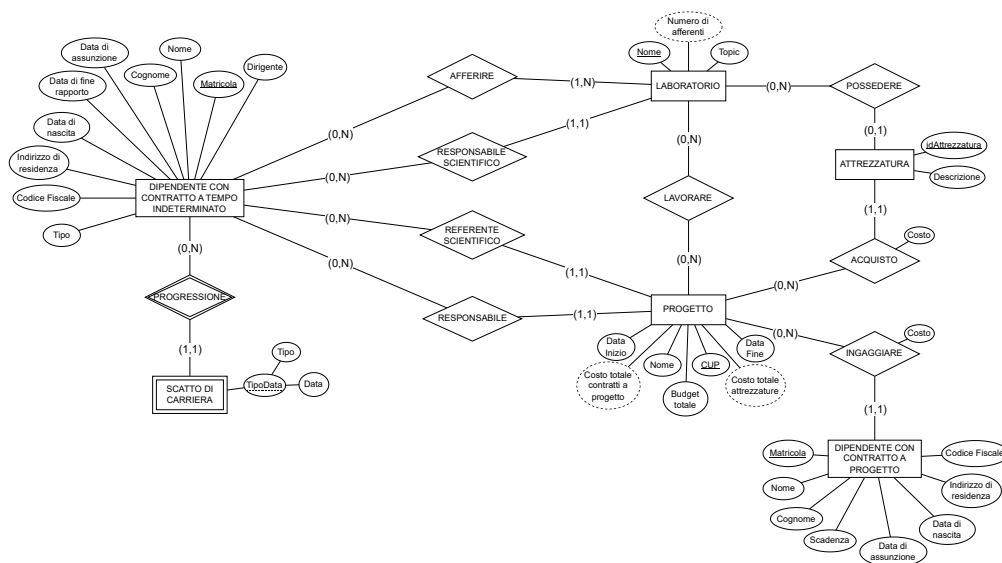 Numero di
afferenti
Nome
Topic
Data di
assunzione
Nome
Cognome
Matricola
Dirigente
Data di fine
rapporto
Data di
nascita
Indirizzo di
residenza
Codice Fiscale
Tipo
DIPENDENTE CON
CONTRATTO A TEMPO
INDETERMINATO
AFFERIRE
(0,N)
(1,N)
LABORATORIO
(0,N)
POSSEDERE
(0,1)
RESPONSABILE
SCIENTIFICO
(0,N)
(1,1)
ATTREZZATURA
idAttrezzatura
Descrizione
(0,N)
LAVORARE
(0,N)
(1,1)
ACQUISTO
Costo
(0,N)
REFERENTE
SCIENTIFICO
(0,N)
(1,1)
RESPONSABILE
(0,N)
(1,1)
PROGETTO
Data
Inizio
Costo totale
contratti a
progetto
Nome
Budget
totale
CUP
Costo totale
attrezzature
Data
Fine
(0,N)
INGAGGIARE
Costo
(1,1)
(0,N)
PROGRESSIONE
(1,1)
SCATTO DI
CARRIERA
Tipo
TipoData
Data
DIPENDENTE CON
CONTRATTO A
PROGETTO
Matricola
Nome
Cognome
Scadenza
Data di
assunzione
Data di
nascita
Indirizzo di
residenza
Codice Fiscale